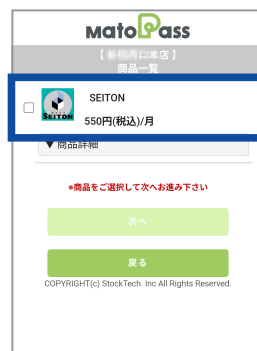 MatoPass
店 】
商品一覧
SEITON
SEITON
550円(税込)/月
▼ 商品詳細
※商品をご選択して次へお進み下さい
次へ
戻る
COPYRIGHT(c) StockTech. Inc All Rights Reserved.